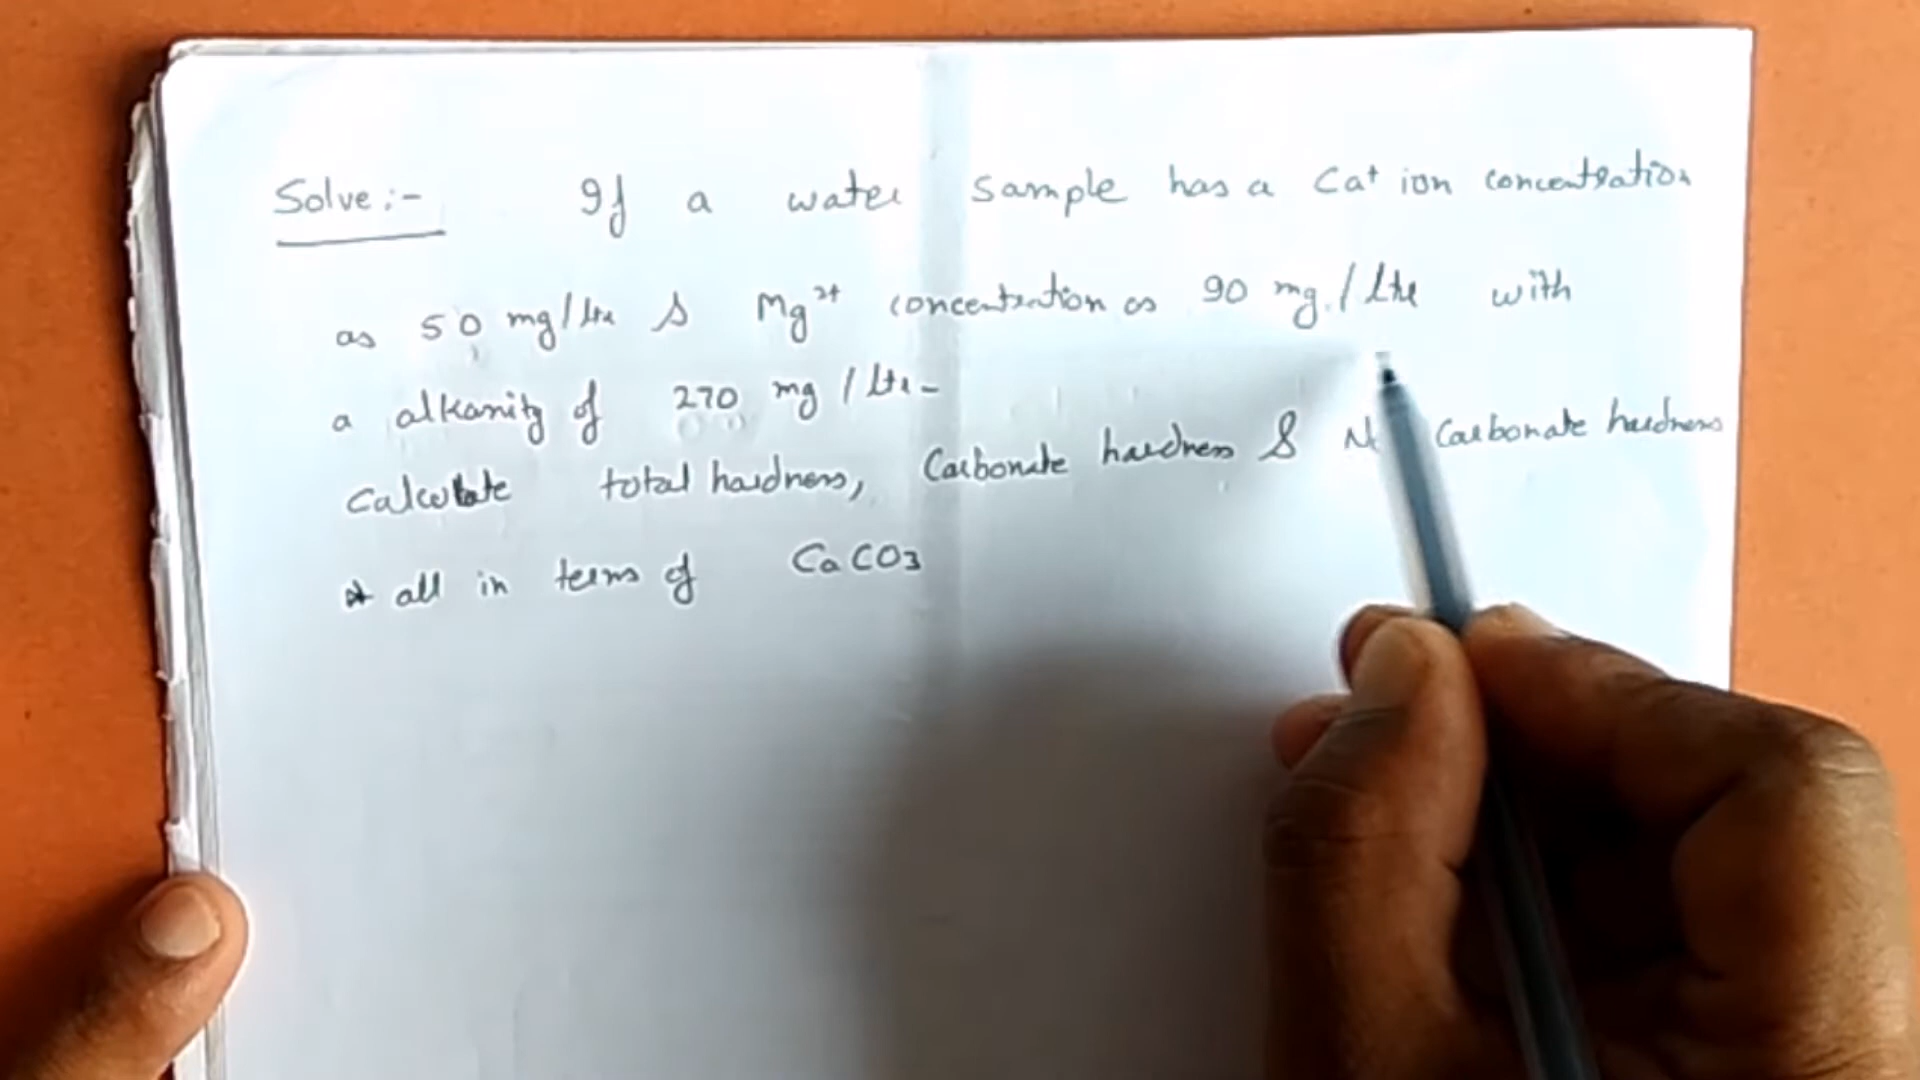 Solve :- If a water sample has a Ca+ ion concentration
as 50 mg/ltr & Mg2+ concentration as 90 mg./ltr with
a alkanity of 270 mg/ltr-
Calculate total hardness, Carbonate hardness & Carbonate hardness
all in terms of CaCO3